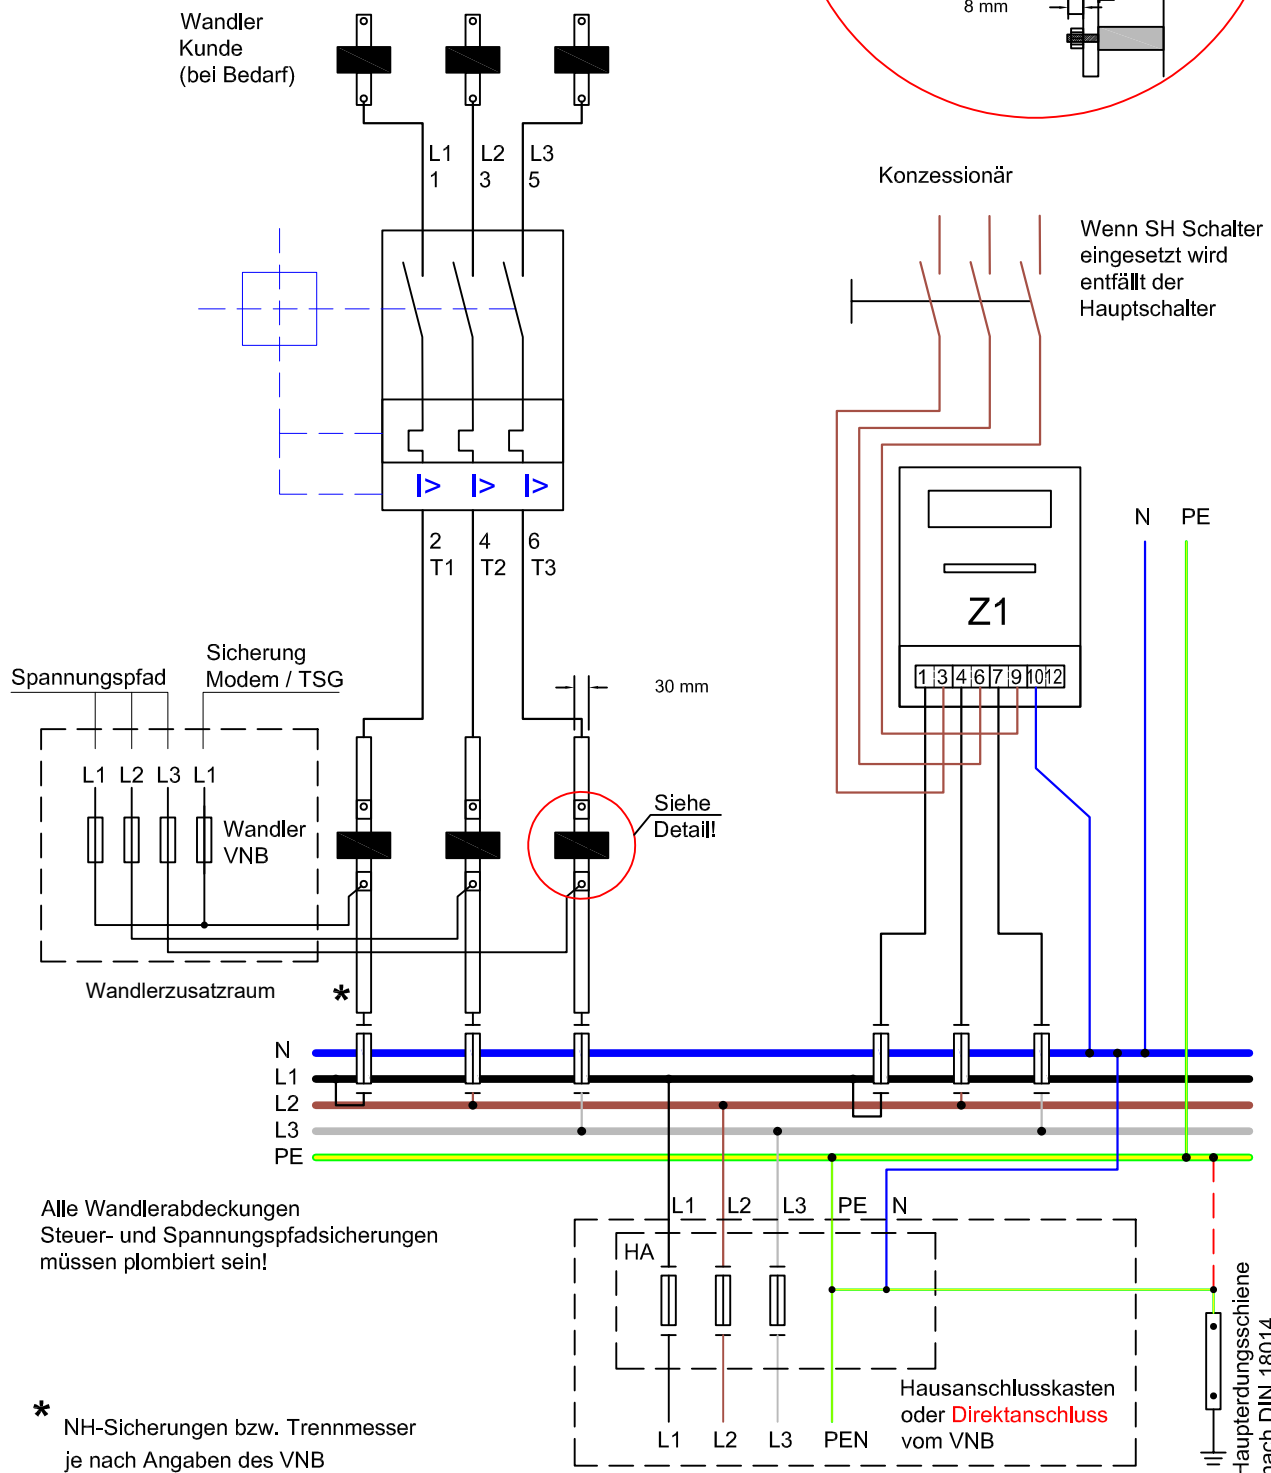 Wandler
Kunde
(bei Bedarf)
8 mm
L1 L2 L3
1 3 5
Konzessionär
Wenn SH Schalter
eingesetzt wird
entfällt der
Hauptschalter
I> I> I>
2 4 6
T1 T2 T3
N PE
Z1
1 3 4 6 7 9 10 12
Spannungspfad
Sicherung
Modem / TSG
30 mm
L1 L2 L3 L1
Wandler
VNB
Siehe
Detail!
Wandlerzusatzraum
*
N
L1
L2
L3
PE
Alle Wandlerabdeckungen
Steuer- und Spannungspfadsicherungen
müssen plombiert sein!
L1 L2 L3 PE N
HA
Hausanschlusskasten
oder Direktanschluss
vom VNB
L1 L2 L3 PEN
Haupterdungsschiene
nach DIN 18014
* NH-Sicherungen bzw. Trennmesser
je nach Angaben des VNB